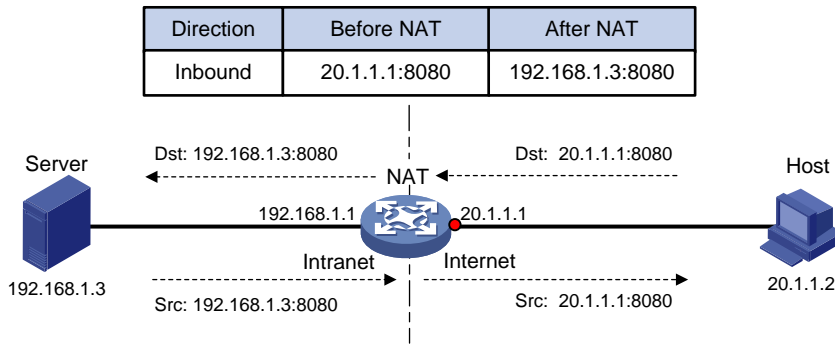 Direction Before NAT After NAT
Inbound 20.1.1.1:8080 192.168.1.3:8080
Dst: 192.168.1.3:8080 Dst: 20.1.1.1:8080
Server NAT Host
192.168.1.1 20.1.1.1
Intranet Internet
192.168.1.3 20.1.1.2
Src: 192.168.1.3:8080 Src: 20.1.1.1:8080